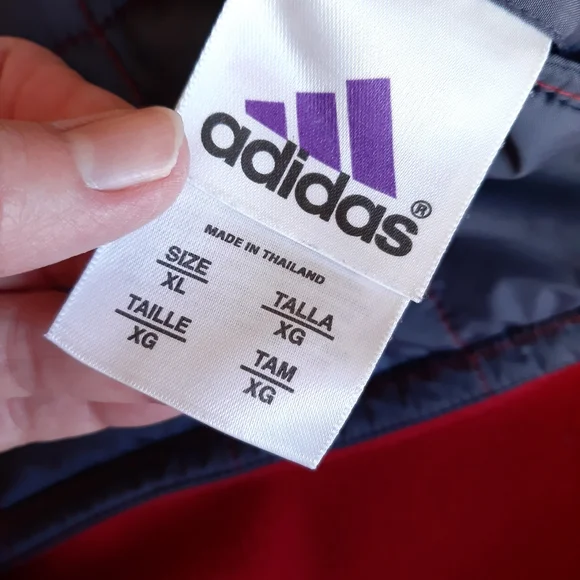 adidas®
MADE IN THAILAND
SIZE
XL
TALLA
XG
TAILLE
XG
TAM
XG